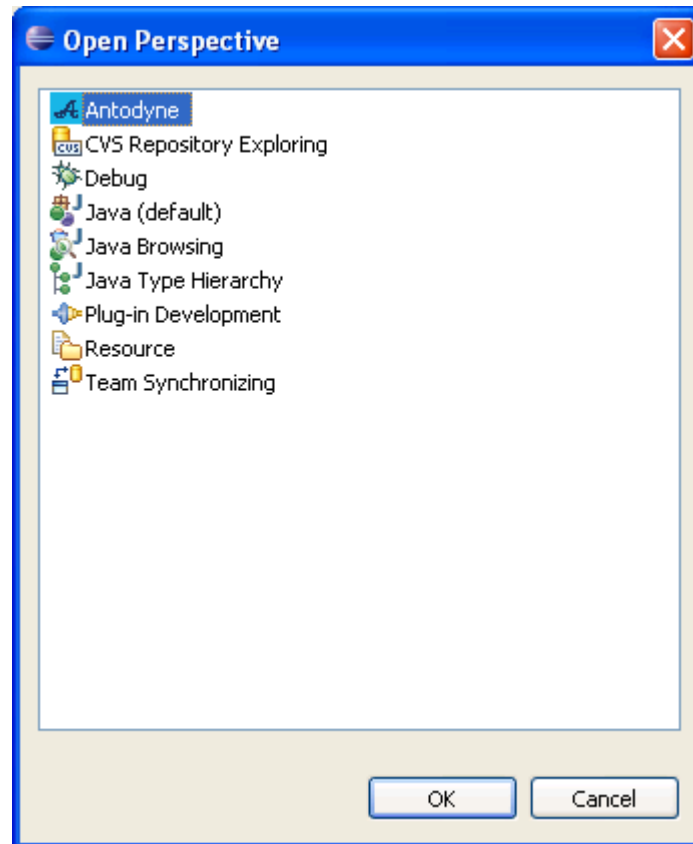 Open Perspective
Antodyne
CVS Repository Exploring
Debug
Java (default)
Java Browsing
Java Type Hierarchy
Plug-in Development
Resource
Team Synchronizing
OK Cancel